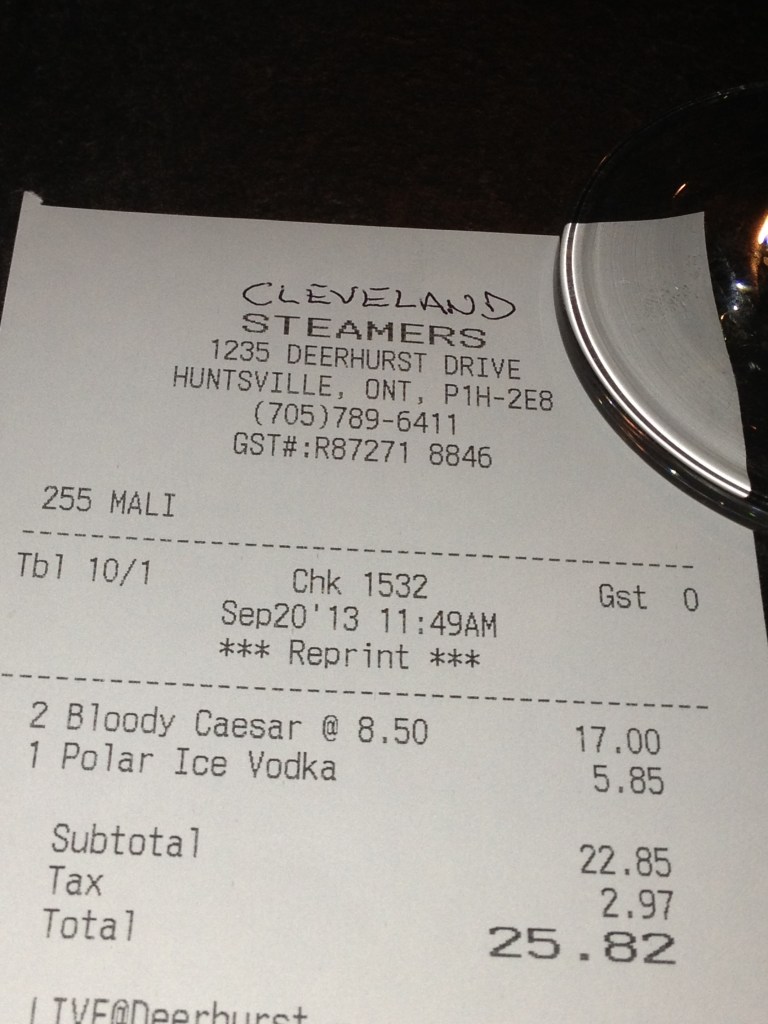 CLEVELAND
STEAMERS
1235 DEERHURST DRIVE
HUNTSVILLE, ONT, P1H-2E8
(705)789-6411
GST#:R87271 8846
255 MALI
Tbl 10/1 Chk 1532 Gst 0
Sep20'13 11:49AM
*** Reprint ***
2 Bloody Caesar @ 8.50 17.00
1 Polar Ice Vodka 5.85
Subtotal 22.85
Tax 2.97
Total 25.82
LIVE@Deerhurst